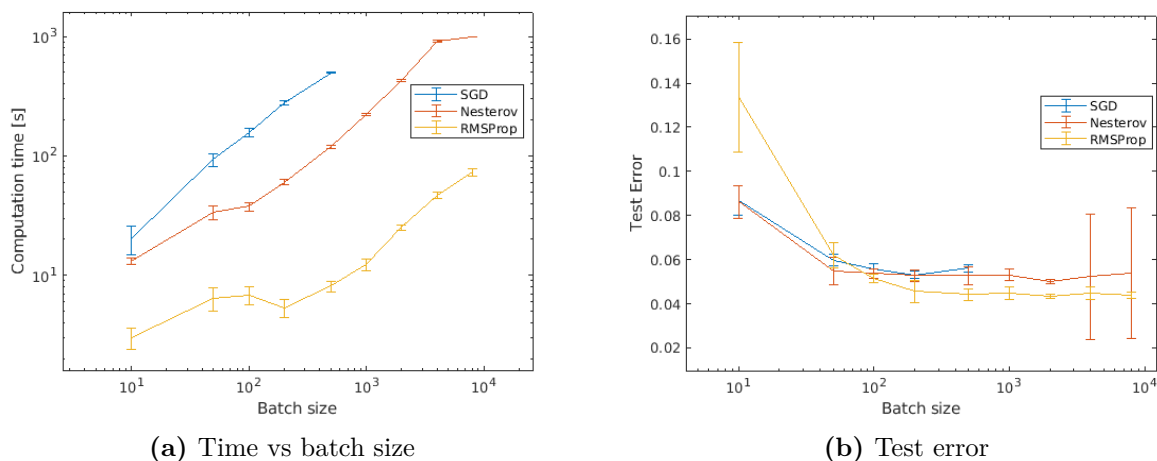 10³
10²
10¹
Computation time [s]
10¹
10²
10³
10⁴
Batch size
SGD
Nesterov
RMSProp
(a) Time vs batch size
0.16
0.14
0.12
0.1
0.08
0.06
0.04
0.02
Test Error
10¹
10²
10³
10⁴
Batch size
SGD
Nesterov
RMSProp
(b) Test error